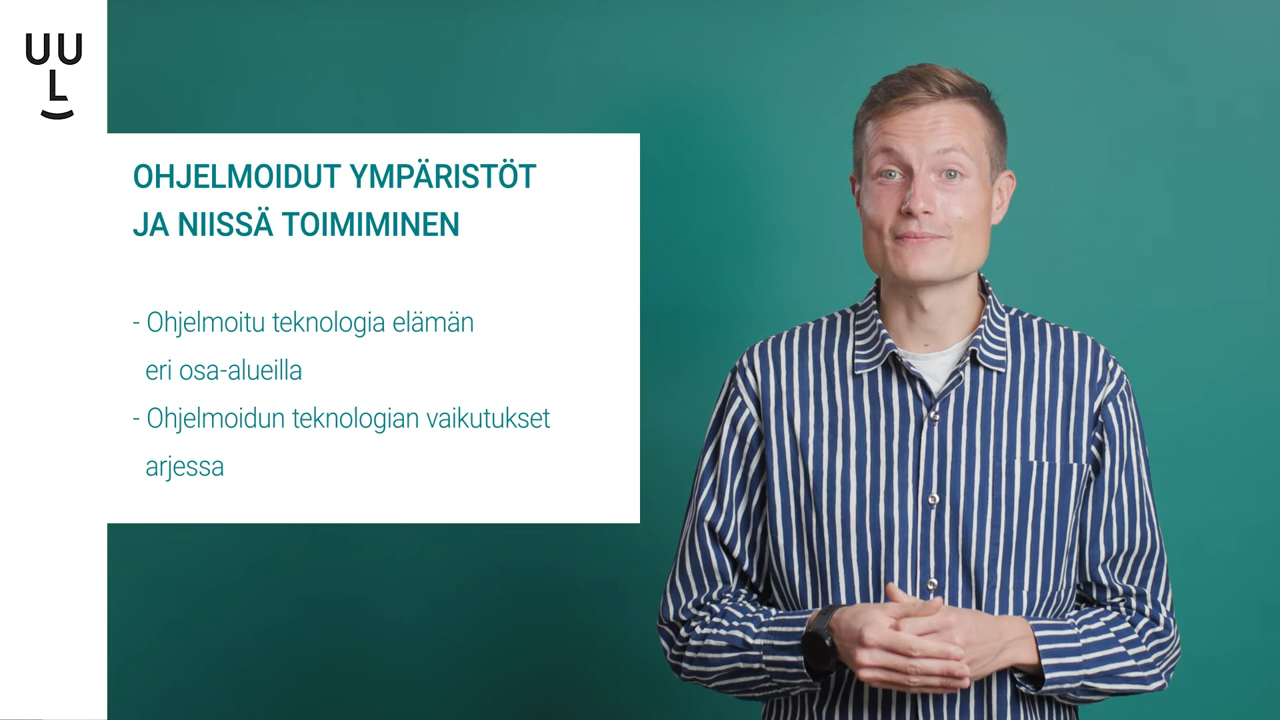 UU
L
OHJELMOIDUT YMPÄRISTÖT
JA NIISSÄ TOIMIMINEN
- Ohjelmoitu teknologia elämän
eri osa-alueilla
- Ohjelmoidun teknologian vaikutukset
arjessa